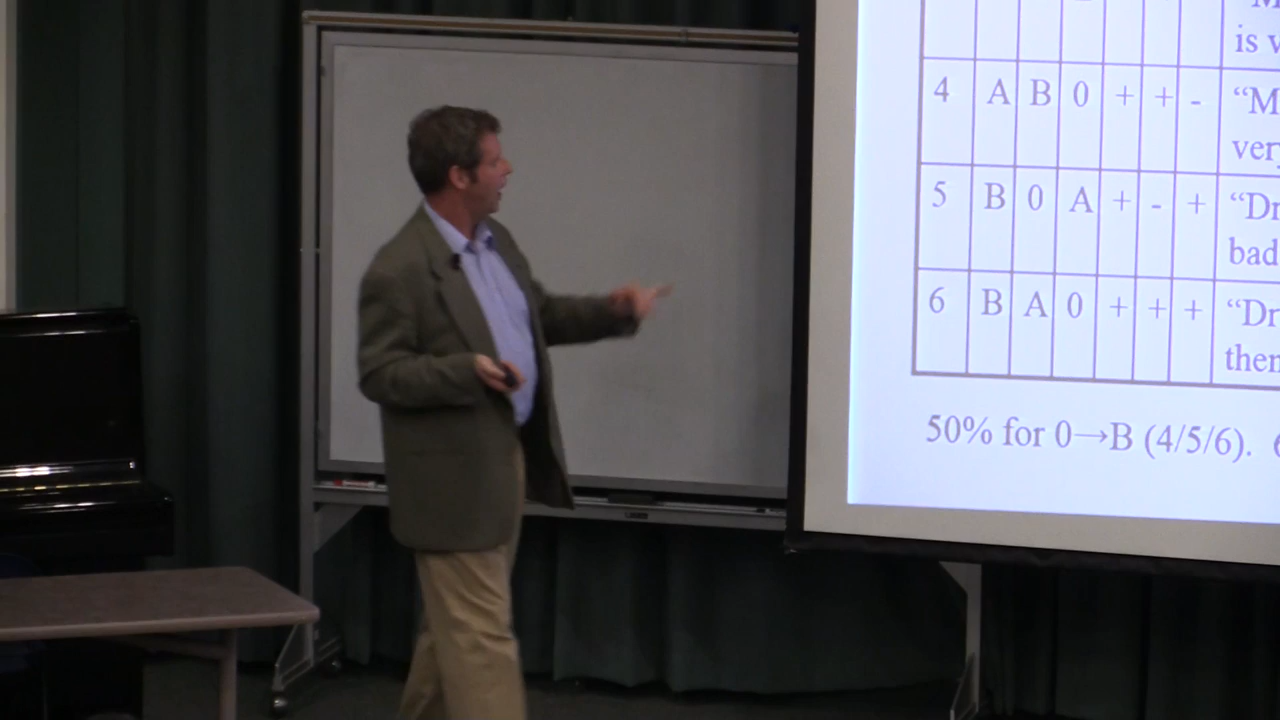 is
4 A B 0 + + - “M
very
5 B 0 A + - + “Dr
bad
6 B A 0 + + + “Dr
then
50% for 0→B (4/5/6).